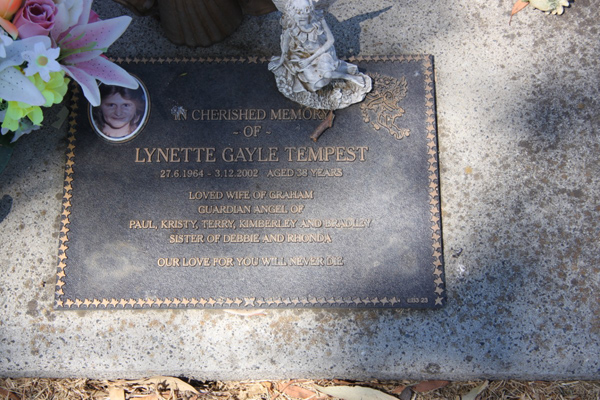 IN CHERISHED MEMORY
- OF -
LYNETTE GAYLE TEMPEST
27.6.1964 - 3.12.2002 AGED 38 YEARS
LOVED WIFE OF GRAHAM
GUARDIAN ANGEL OF
PAUL, KRISTY, TERRY, KIMBERLEY AND BRADLEY
SISTER OF DEBBIE AND RHONDA
OUR LOVE FOR YOU WILL NEVER DIE